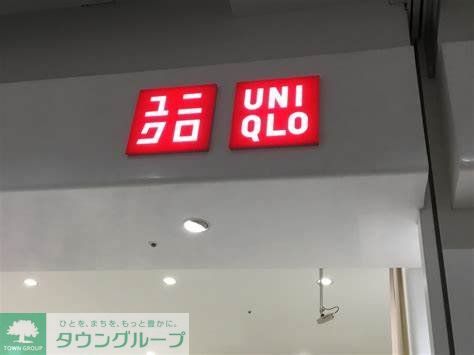 ユニ
クロ
UNI
QLO
ひとを、まちを、もっと豊かに。
タウングループ
TOWN GROUP